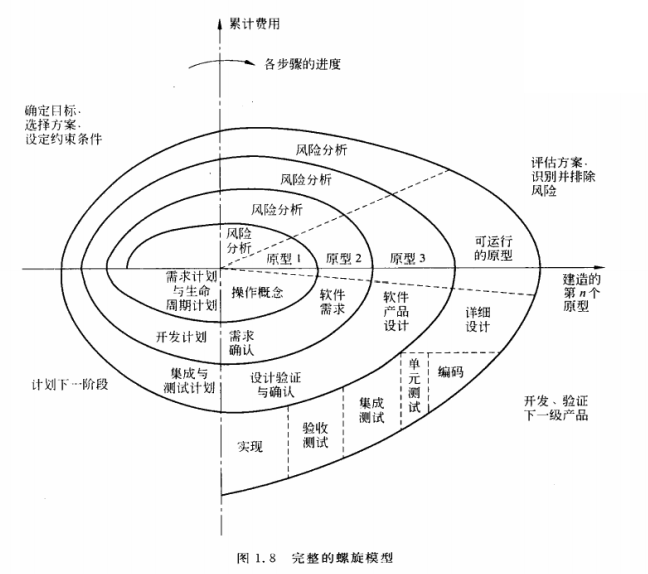 累计费用
各步骤的进度
确定目标,
选择方案,
设定约束条件
风险分析
评估方案,
识别并排除
风险
风险分析
风险分析
风险
分析
原型1
原型2
原型3
可运行
的原型
需求计划
与生命
周期计划
操作概念
软件
需求
软件
产品
设计
详细
设计
建造的
第n个
原型
开发计划
需求
确认
集成与
测试计划
设计验证
与确认
计划下一阶段
单
元
测
试
编码
集成
测试
验收
测试
实现
开发、验证
下一级产品
图1.8 完整的螺旋模型